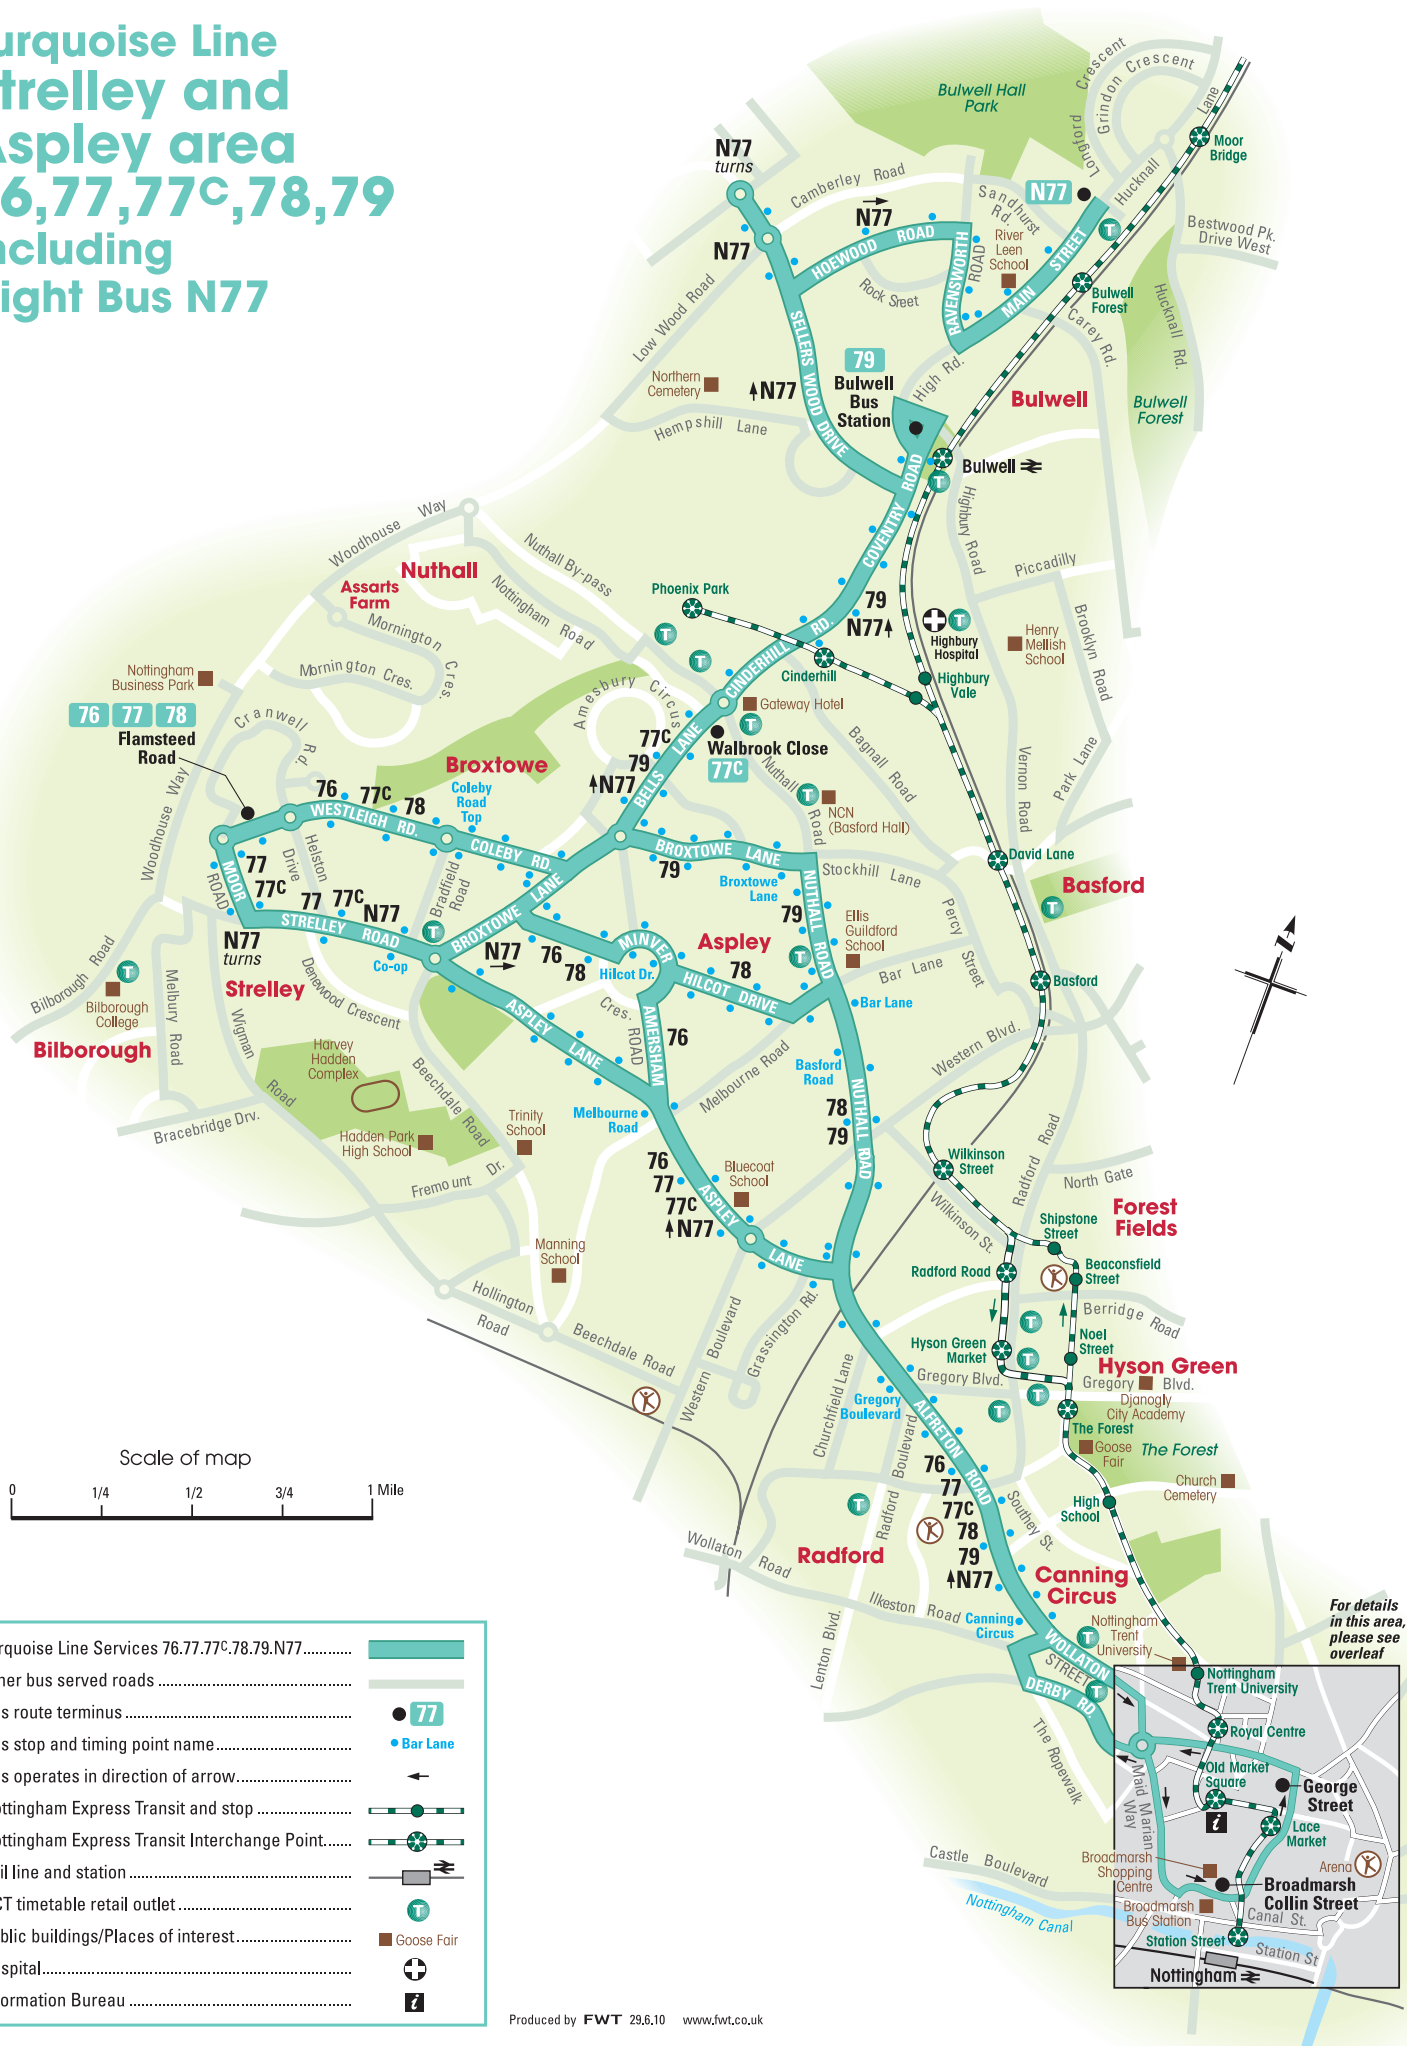 urquoise Line
trelley and
Aspley area
6,77,77C,78,79
ncluding
ight Bus N77
Bulwell Hall
Park
Longford
Crescent
Grindon Crescent
Hucknall
Lane
Moor
Bridge
N77
turns
Camberley Road
N77
N77
HOEWOOD ROAD
Sandhurst
Rd.
N77
River
Leen
School
RAVENSWORTH
ROAD
MAIN STREET
Bestwood Pk.
Drive West
Bulwell
Forest
Rock Sreet
Low Wood Road
SELLERS WOOD DRIVE
Carey Rd.
Hucknall Rd.
79
Bulwell
Bus
Station
High Rd.
Northern
Cemetery
N77
Bulwell
Bulwell
Forest
Hempshill Lane
Bulwell
COVENTRY ROAD
Highbury Road
Woodhouse Way
Nuthall
Nuthall By-pass
Nottingham Road
Assarts
Farm
Mornington
Cres.
Mornington Cres.
Phoenix Park
79
N77
Piccadilly
Highbury
Hospital
Henry
Mellish
School
Brooklyn Road
CINDERHILL RD.
Cinderhill
Highbury
Vale
Nottingham
Business Park
76
77
78
Flamsteed
Road
Cranwell
Rd.
Amesbury Circus
Gateway Hotel
Walbrook Close
77C
77C
79
N77
BELLS LANE
Nuthall
Road
Bagnall Road
Vernon Road
Park Lane
Broxtowe
Coleby
Road
Top
76
77C
78
WESTLEIGH RD.
COLEBY RD.
NCN
(Basford Hall)
Woodhouse Way
David Lane
Basford
BROXTOWE LANE
79
Broxtowe
Lane
Stockhill Lane
MOOR
ROAD
77
77C
Helston
Drive
77
77C
N77
STRELLEY ROAD
Bradfield
Road
BROXTOWE LANE
N77
turns
Co-op
N77
76
78
MINVER
Hilcot Dr.
Cres.
Aspley
78
HILCOT DRIVE
79
NUTHALL ROAD
Ellis
Guildford
School
Percy
Street
Bar Lane
Bar Lane
Basford
Bilborough Road
Bilborough
College
Bilborough
Strelley
Melbury Road
Wigman
Road
Denewood Crescent
ASPLEY LANE
AMERSHAM
ROAD
76
Western Blvd.
Harvey
Hadden
Complex
Beechdale Road
Melbourne Road
Basford
Road
Bracebridge Drv.
Hadden Park
High School
Trinity
School
Melbourne
Road
78
79
NUTHALL ROAD
Radford Road
Wilkinson
Street
North Gate
Fremount Dr.
76
77
77C
N77
Bluecoat
School
ASPLEY
LANE
Wilkinson St.
Forest
Fields
Shipstone
Street
Manning
School
Radford Road
Beaconsfield
Street
Berridge Road
Hollington
Road
Beechdale Road
Western Boulevard
Grassington Rd.
Hyson Green
Market
Noel
Street
Hyson Green
Churchfield Lane
Gregory Blvd.
Gregory Blvd.
Djanogly
City Academy
Gregory
Boulevard
The Forest
Goose
Fair
The Forest
Scale of map
0
1/4
1/2
3/4
1 Mile
ALFRETON ROAD
Radford Boulevard
76
77
77C
78
79
N77
Southey St.
High
School
Church
Cemetery
Wollaton Road
Radford
Canning
Circus
Ilkeston Road
Canning
Circus
Lenton Blvd.
Nottingham
Trent
University
WOLLATON
STREET
DERBY RD.
For details
in this area,
please see
overleaf
Nottingham
Trent University
The Ropewalk
Royal Centre
Old Market
Square
Maid Marian
Way
George
Street
Lace
Market
Castle Boulevard
Nottingham Canal
Broadmarsh
Shopping
Centre
Arena
Broadmarsh
Collin Street
Broadmarsh
Bus Station
Canal St.
Station Street
Station St
Nottingham
rquoise Line Services 76.77.77C.78.79.N77
her bus served roads
s route terminus
77
s stop and timing point name
Bar Lane
s operates in direction of arrow
ottingham Express Transit and stop
ottingham Express Transit Interchange Point
il line and station
CT timetable retail outlet
T
blic buildings/Places of interest
Goose Fair
spital
ormation Bureau
i
Produced by FWT 29.6.10 www.fwt.co.uk